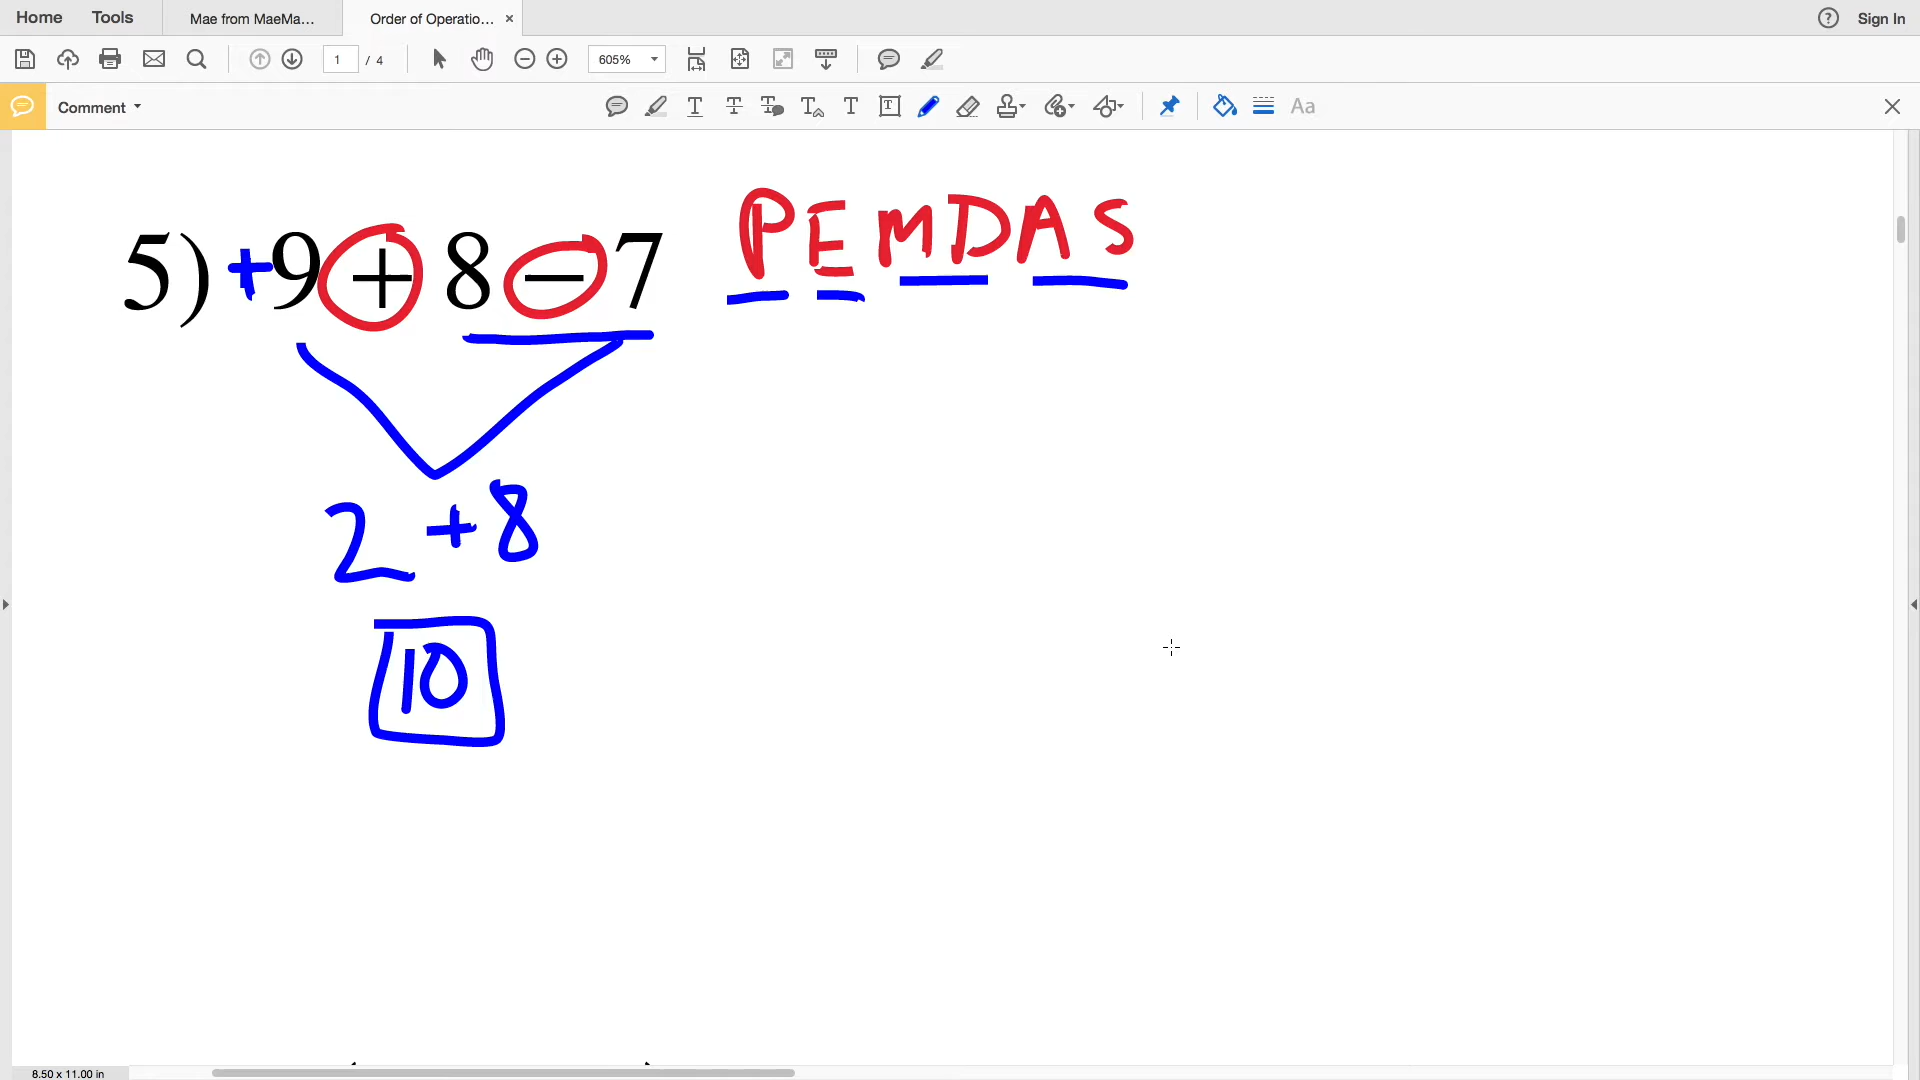 Home Tools Mae from MaeMa... Order of Operatio... Sign In
1 / 4 605%
Comment Aa
PEMDAS
5) +9 + 8 − 7
2 + 8
10
8.50 x 11.00 in